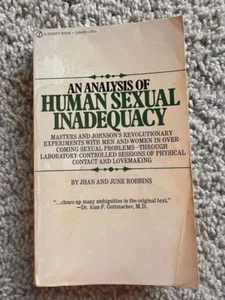 A SIGNET BOOK
AN ANALYSIS OF
HUMAN SEXUAL
INADEQUACY
MASTERS AND JOHNSON'S REVOLUTIONARY
EXPERIMENTS WITH MEN AND WOMEN IN OVER-
COMING SEXUAL PROBLEMS—THROUGH
LABORATORY-CONTROLLED SESSIONS OF PHYSICAL
CONTACT AND LOVEMAKING
BY JHAN AND JUNE ROBBINS
"...clears up many ambiguities in the original text."
—Dr. Alan F. Guttmacher, M.D.